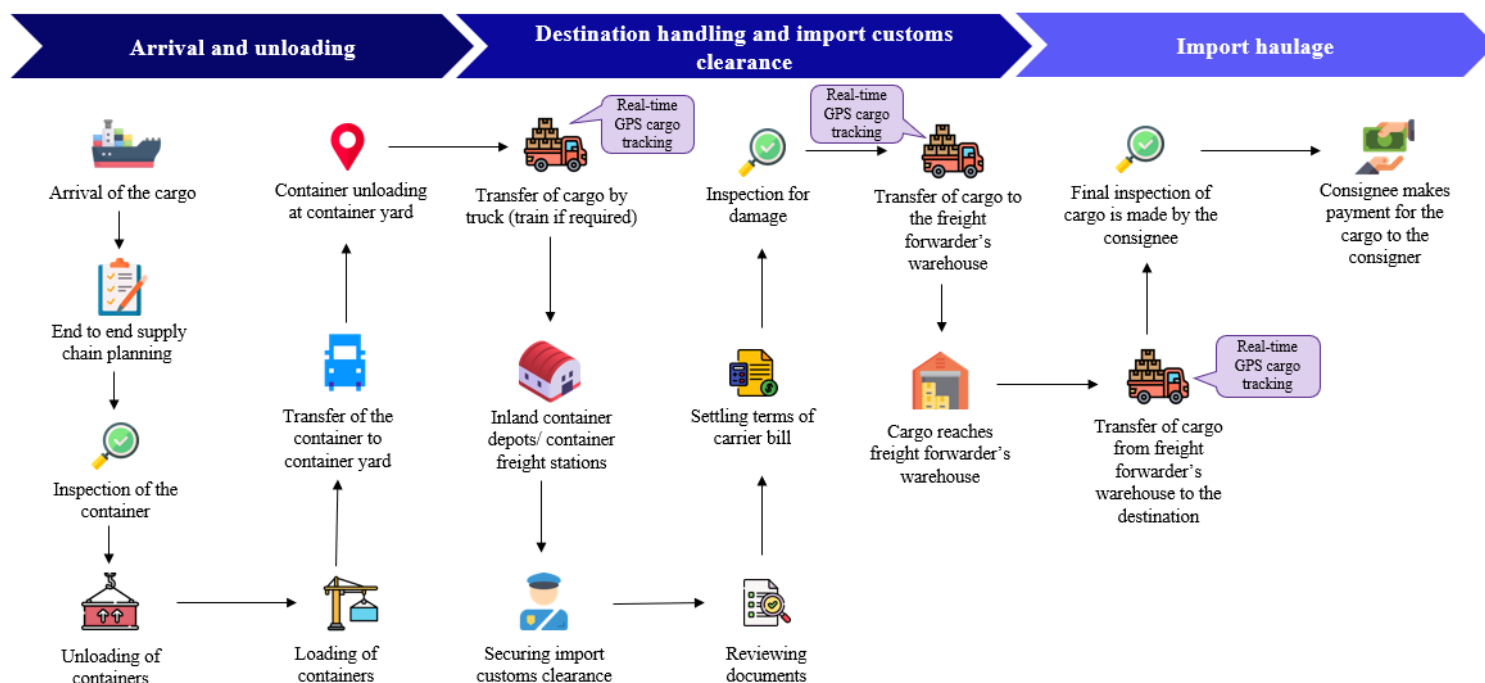 Arrival and unloading
Destination handling and import customs
clearance
Import haulage
Arrival of the cargo
End to end supply
chain planning
Inspection of the
container
Unloading of
containers
Loading of
containers
Transfer of the
container to
container yard
Container unloading
at container yard
Real-time
GPS cargo
tracking
Transfer of cargo by
truck (train if required)
Inland container
depots/ container
freight stations
Securing import
customs clearance
Reviewing
documents
Settling terms of
carrier bill
Inspection for
damage
Real-time
GPS cargo
tracking
Transfer of cargo to
the freight
forwarder’s
warehouse
Cargo reaches
freight forwarder’s
warehouse
Real-time
GPS cargo
tracking
Transfer of cargo
from freight
forwarder’s
warehouse to the
destination
Final inspection of
cargo is made by the
consignee
Consignee makes
payment for the
cargo to the
consigner